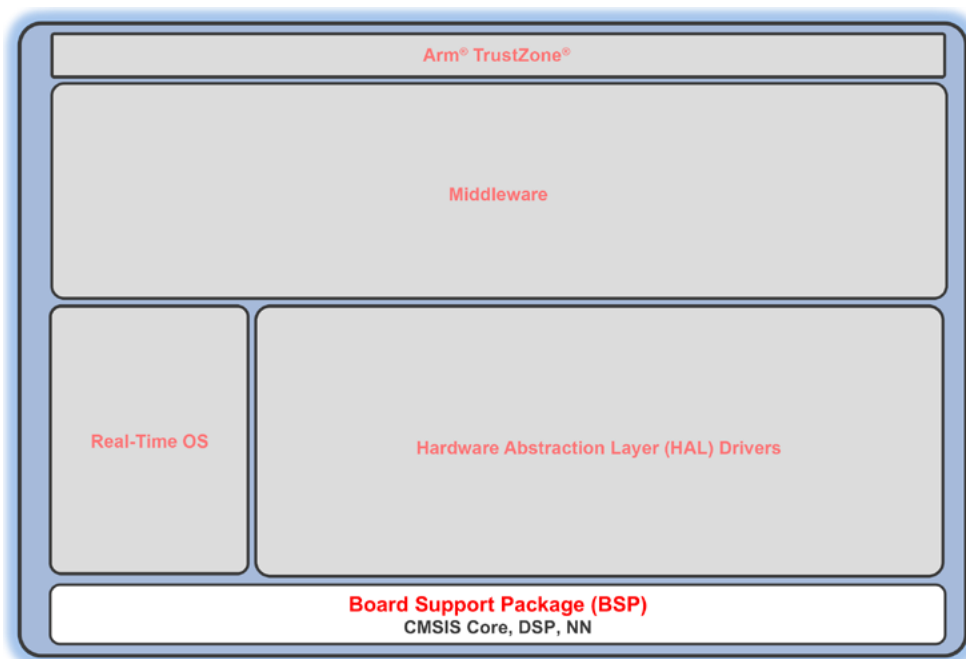 Arm® TrustZone®
Middleware
Real-Time OS
Hardware Abstraction Layer (HAL) Drivers
Board Support Package (BSP)
CMSIS Core, DSP, NN